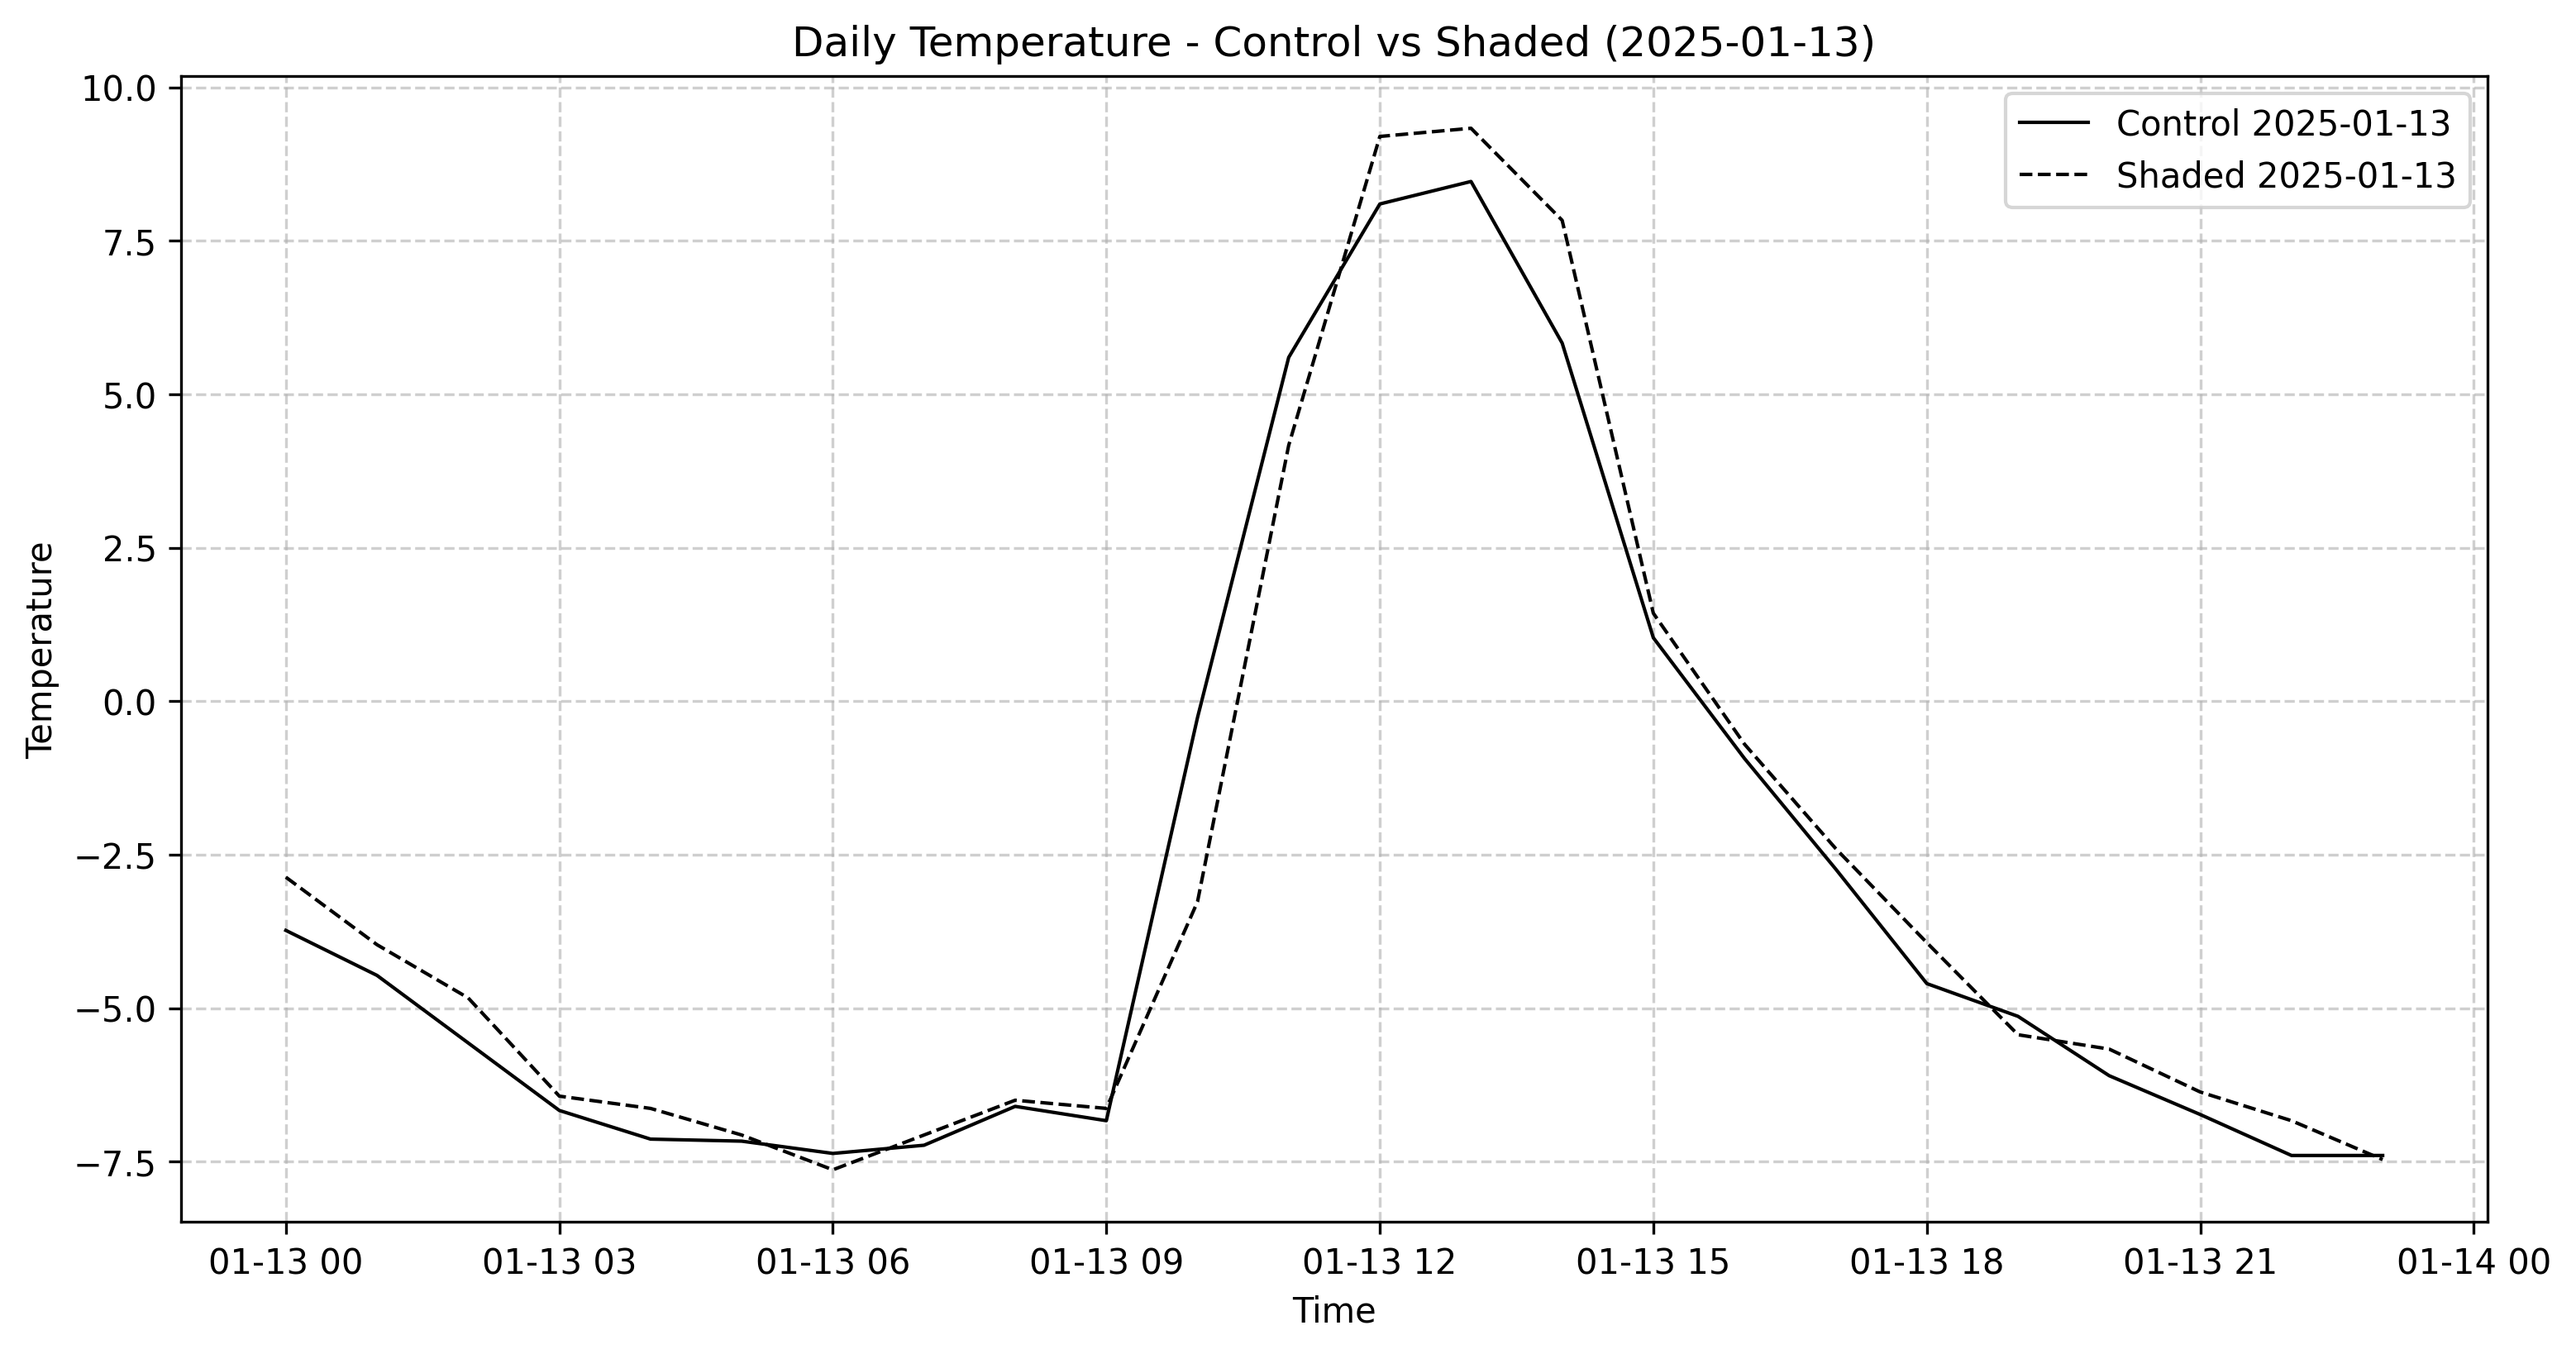 Daily Temperature - Control vs Shaded (2025-01-13)
Control 2025-01-13
Shaded 2025-01-13
10.0
7.5
5.0
2.5
0.0
−2.5
−5.0
−7.5
Temperature
01-13 00 01-13 03 01-13 06 01-13 09 01-13 12 01-13 15 01-13 18 01-13 21 01-14 00
Time